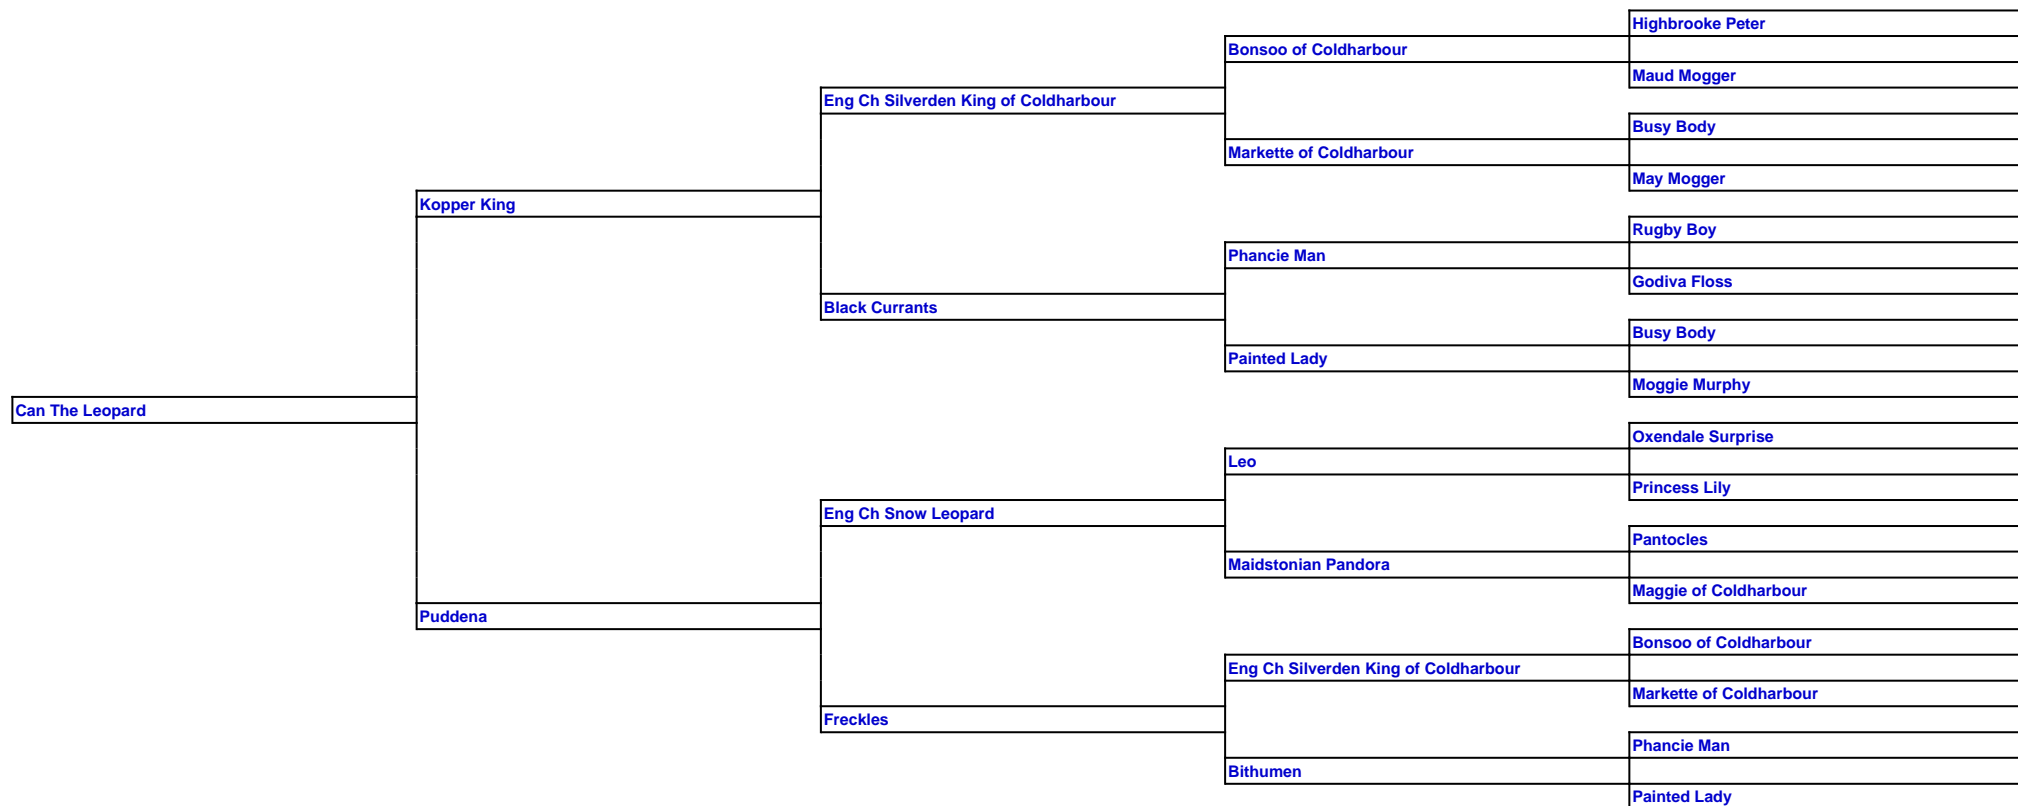 Highbrooke Peter
Bonsoo of Coldharbour
Maud Mogger
Eng Ch Silverden King of Coldharbour
Busy Body
Markette of Coldharbour
May Mogger
Kopper King
Rugby Boy
Phancie Man
Godiva Floss
Black Currants
Busy Body
Painted Lady
Moggie Murphy
Can The Leopard
Oxendale Surprise
Leo
Princess Lily
Eng Ch Snow Leopard
Pantocles
Maidstonian Pandora
Maggie of Coldharbour
Puddena
Bonsoo of Coldharbour
Eng Ch Silverden King of Coldharbour
Markette of Coldharbour
Freckles
Phancie Man
Bithumen
Painted Lady